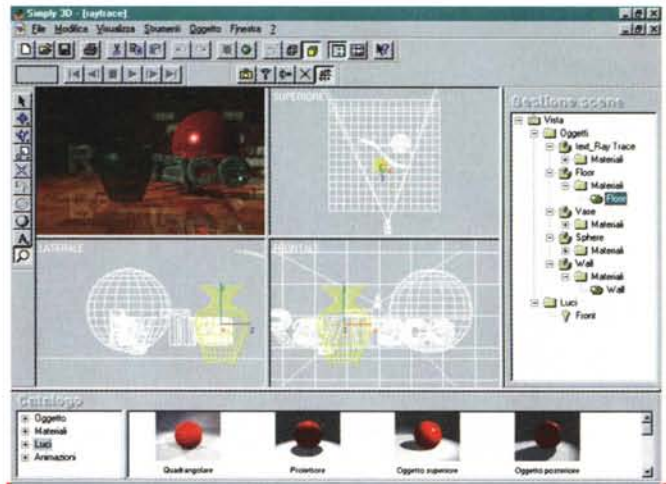 Simply 3D - [raytrace]
File Modifica Visualizza Strumenti Oggetto Finestra ?
SUPERIORE
LATERALE
FRONTALE
Gestione scene
Vista
Oggetti
text_Ray Trace
Materiali
Floor
Materiali
Floor
Vase
Materiali
Sphere
Materiali
Wall
Materiali
Wall
Luci
Front
Catalogo
Oggetto
Materiali
Luci
Animazioni
Quadrangolare
Proiettore
Oggetto superiore
Oggetto posteriore